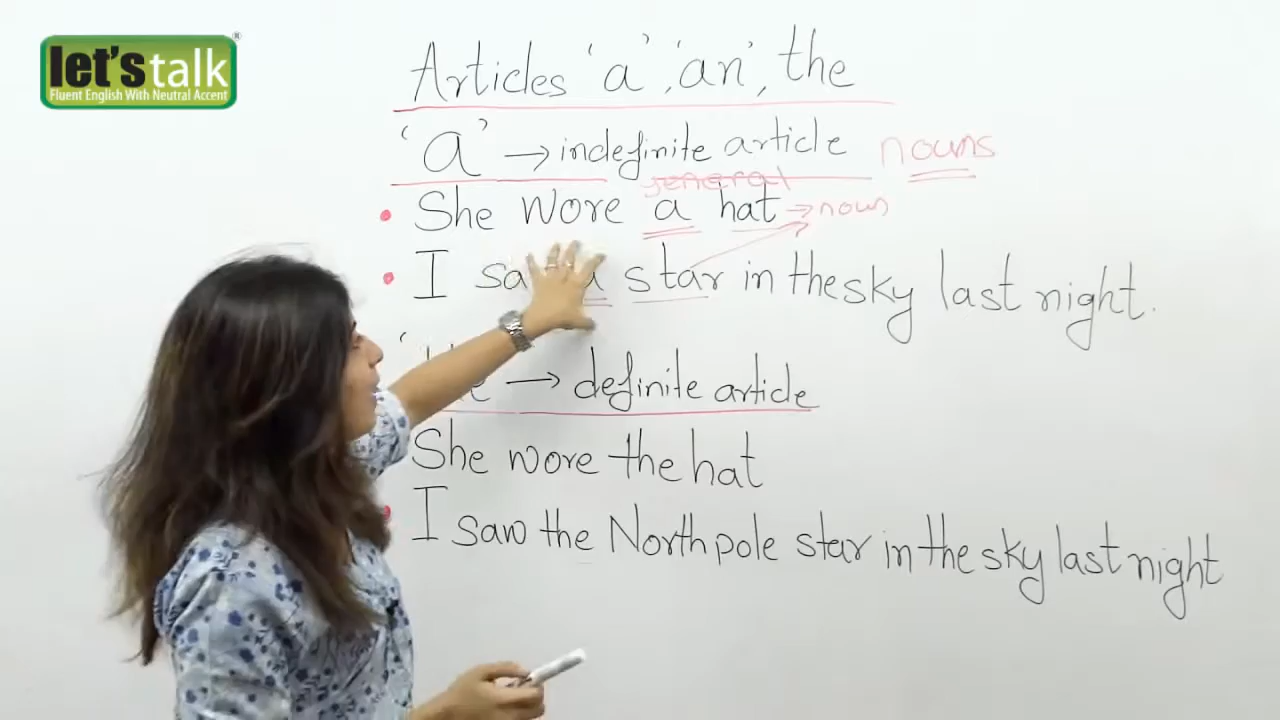 let's talk®
Fluent English With Neutral Accent
Articles 'a', 'an', the
'a' → indefinite article nouns
general
She wore a hat → noun
I a star in the sky last night.
→ definite article
She wore the hat
I saw the North pole star in the sky last night